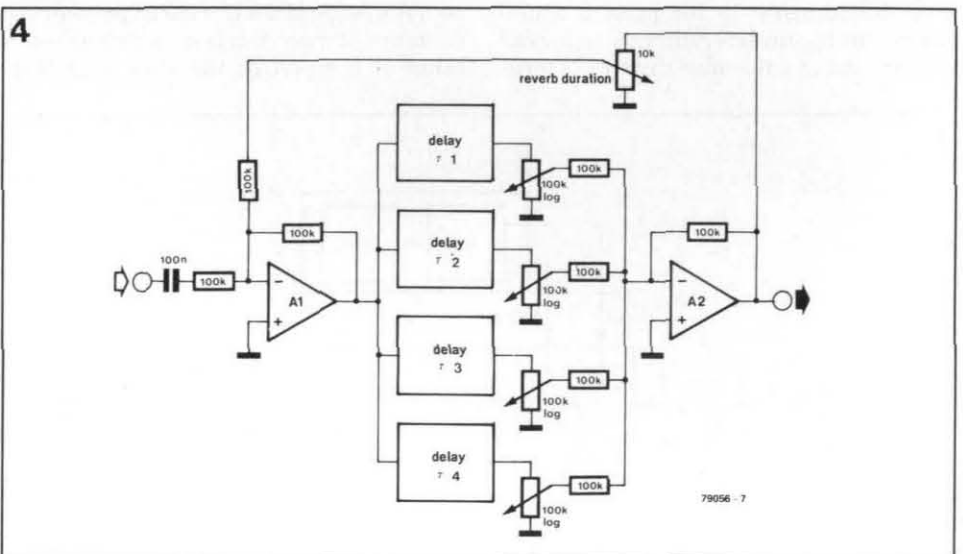 4
10k
reverb duration
delay
τ 1
100k
100k
log
100k
100k
100n
100k
A1
−
+
delay
τ 2
100k
100k
log
100k
A2
−
+
delay
τ 3
100k
100k
log
delay
τ 4
100k
100k
log
79056 - 7